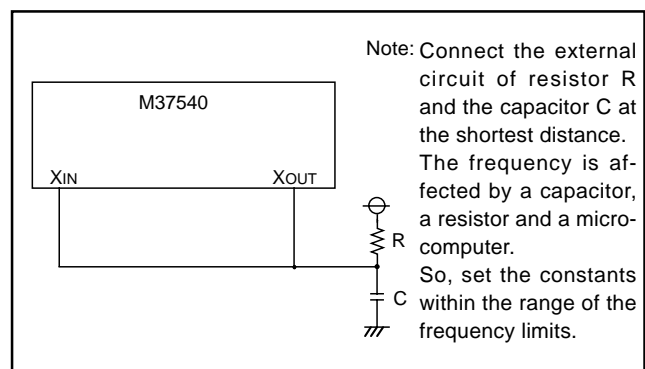 M37540
XIN
XOUT
R
C
Note: Connect the external
circuit of resistor R
and the capacitor C at
the shortest distance.
The frequency is af-
fected by a capacitor,
a resistor and a micro-
computer.
So, set the constants
within the range of the
frequency limits.